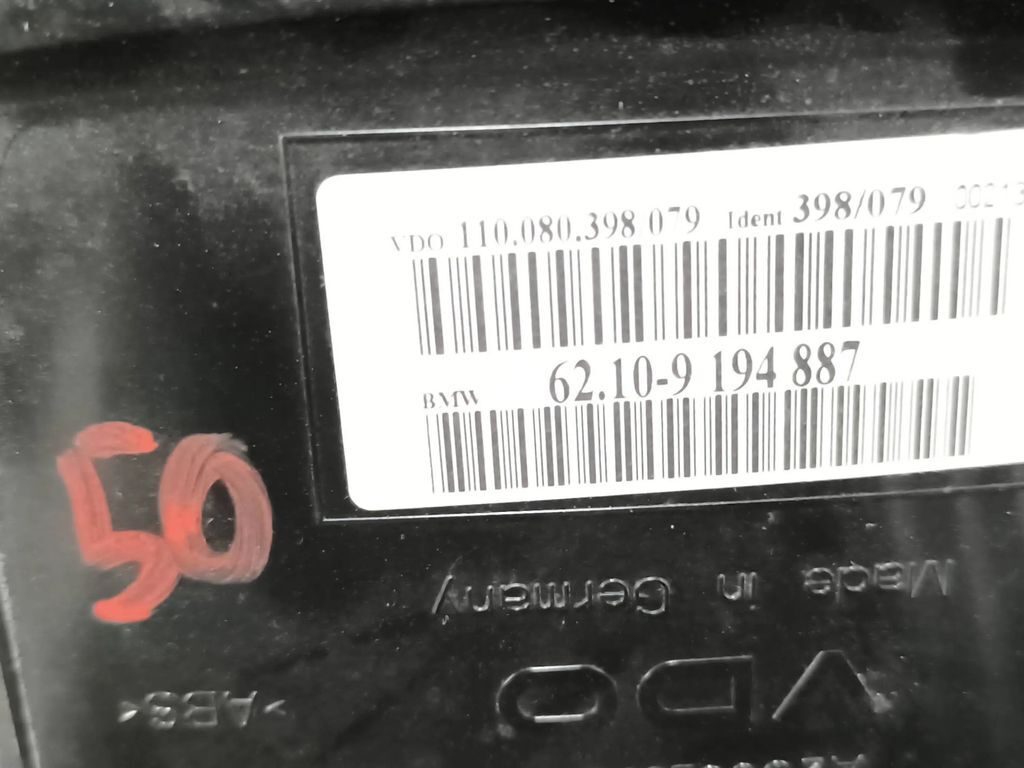 VDO 110.080.398 079 Ident 398/079
BMW 62.10-9 194 887
50
Made in Germany
VDO
>ABS<